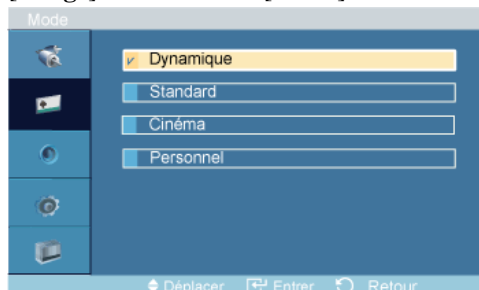 Mode
Dynamique
Standard
Cinéma
Personnel
Déplacer Entrer Retour